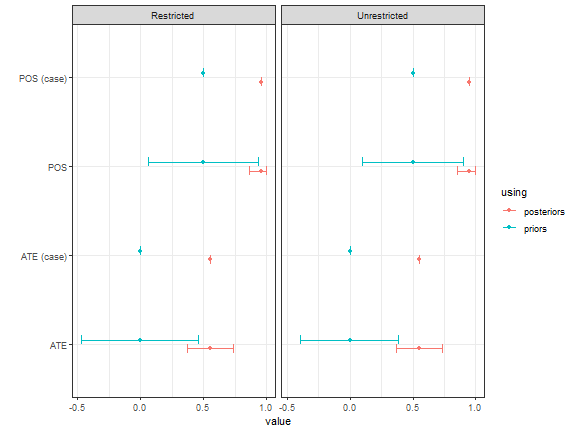 Restricted
Unrestricted
POS (case)
POS
ATE (case)
ATE
using
posteriors
priors
-0.5 0.0 0.5 1.0
-0.5 0.0 0.5 1.0
value